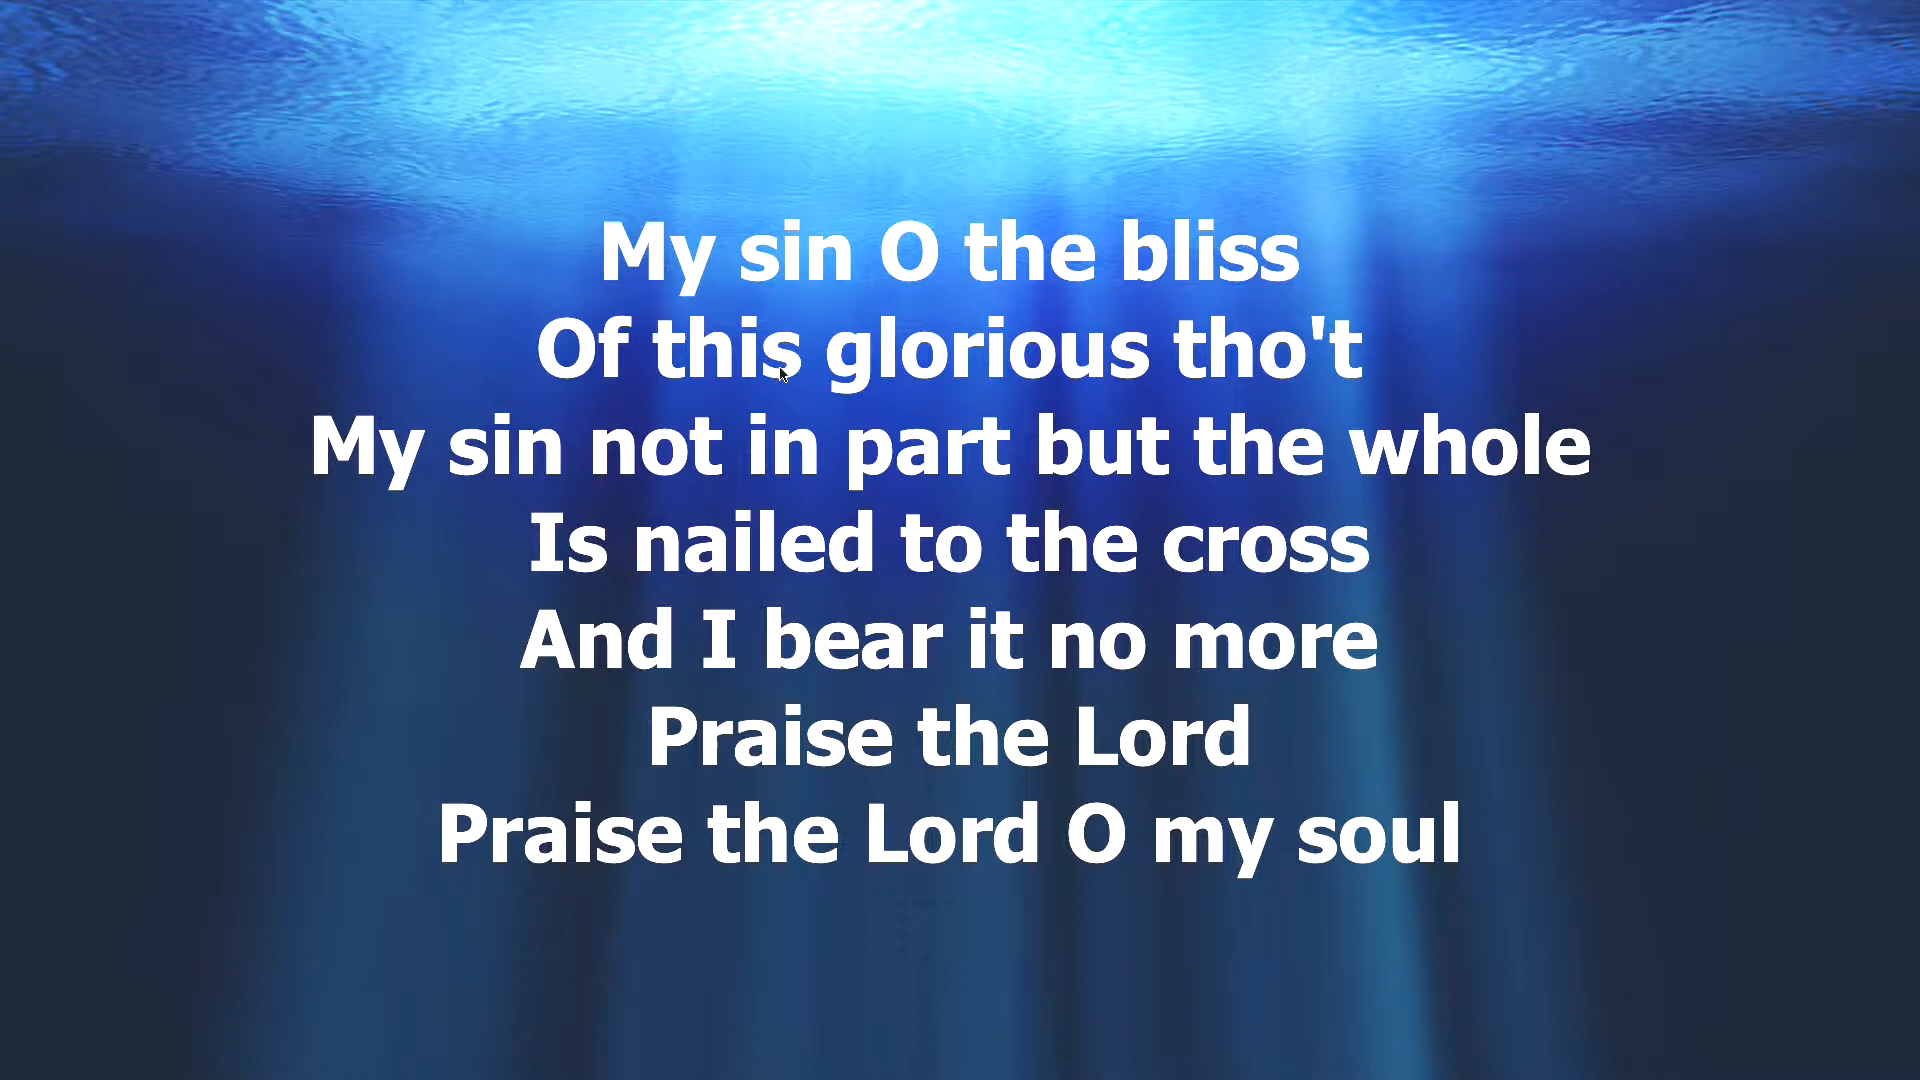 My sin O the bliss
Of this glorious tho't
My sin not in part but the whole
Is nailed to the cross
And I bear it no more
Praise the Lord
Praise the Lord O my soul